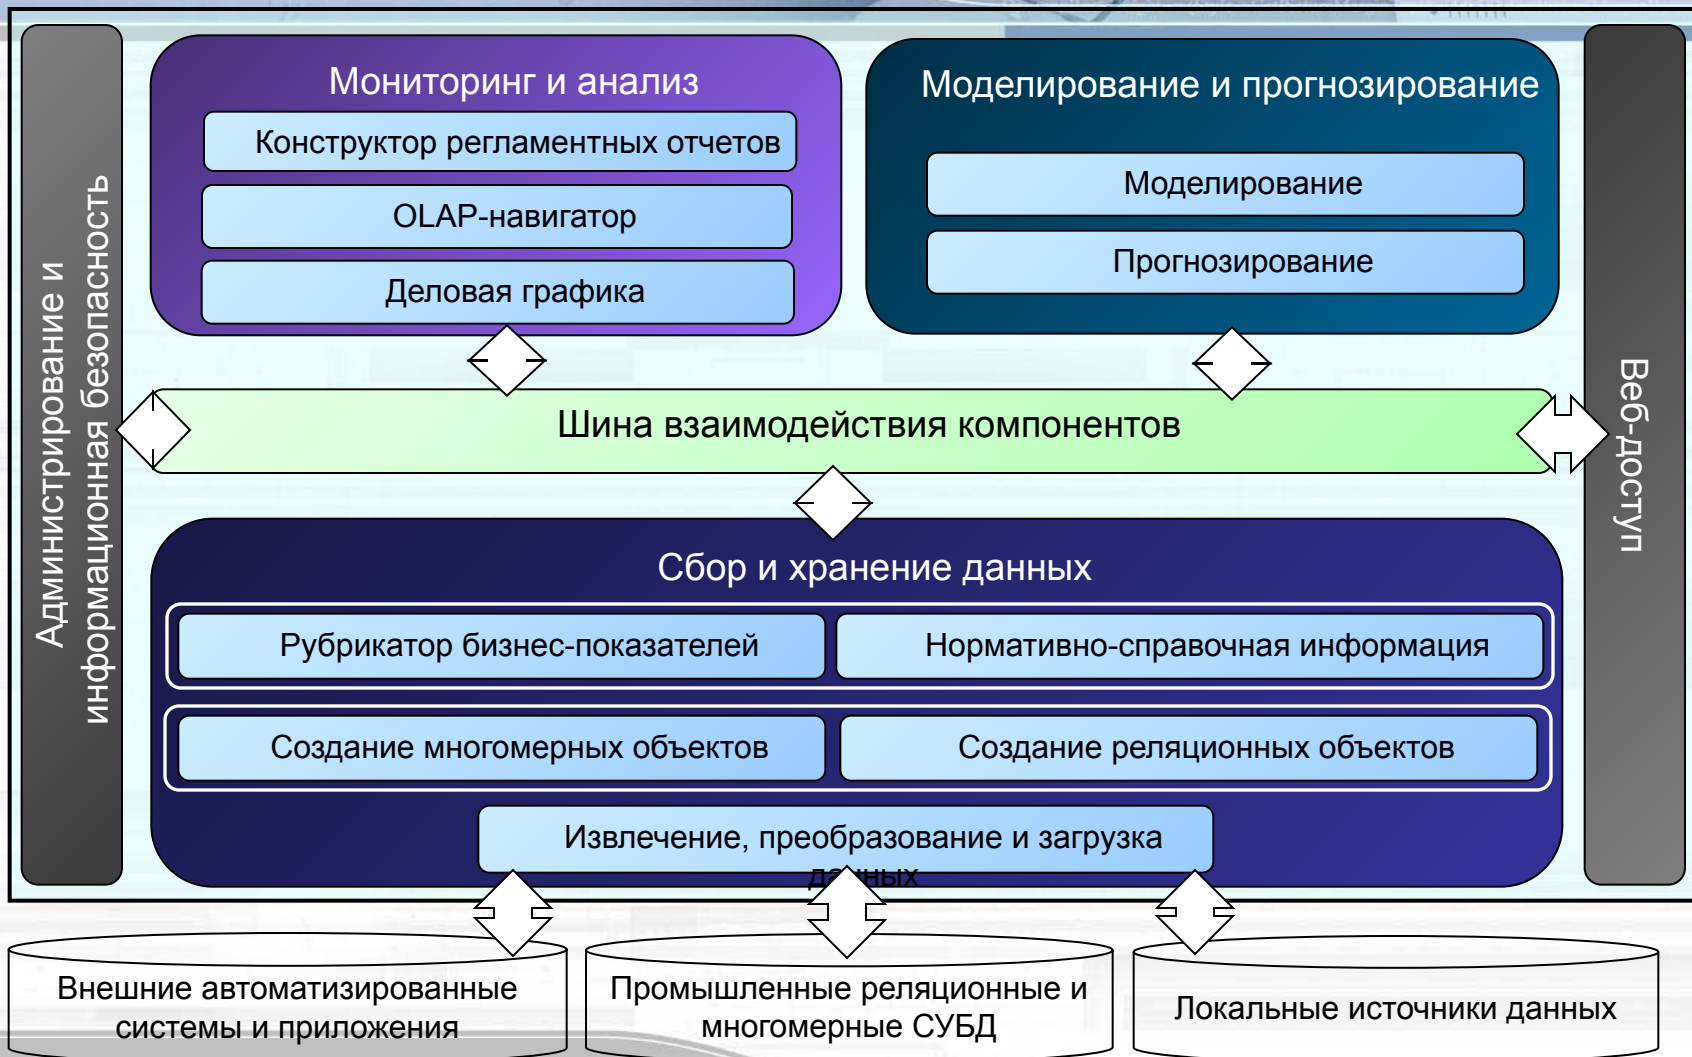 Администрирование и
информационная безопасность
Мониторинг и анализ
Конструктор регламентных отчетов
OLAP-навигатор
Деловая графика
Моделирование и прогнозирование
Моделирование
Прогнозирование
Веб-доступ
Шина взаимодействия компонентов
Сбор и хранение данных
Рубрикатор бизнес-показателей
Нормативно-справочная информация
Создание многомерных объектов
Создание реляционных объектов
Извлечение, преобразование и загрузка
данных
Внешние автоматизированные
системы и приложения
Промышленные реляционные и
многомерные СУБД
Локальные источники данных